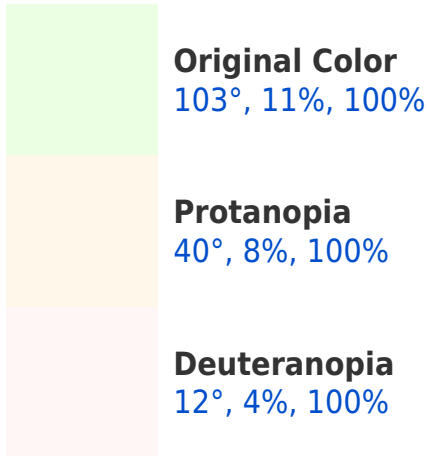 Original Color
103°, 11%, 100%
Protanopia
40°, 8%, 100%
Deuteranopia
12°, 4%, 100%